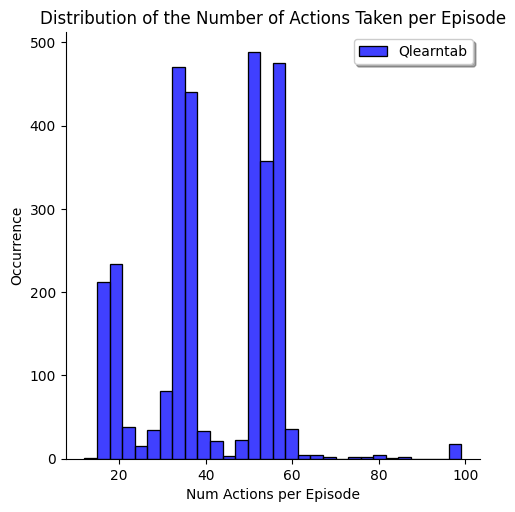 Distribution of the Number of Actions Taken per Episode
Qlearntab
500
400
300
200
100
0
Occurrence
20 40 60 80 100
Num Actions per Episode